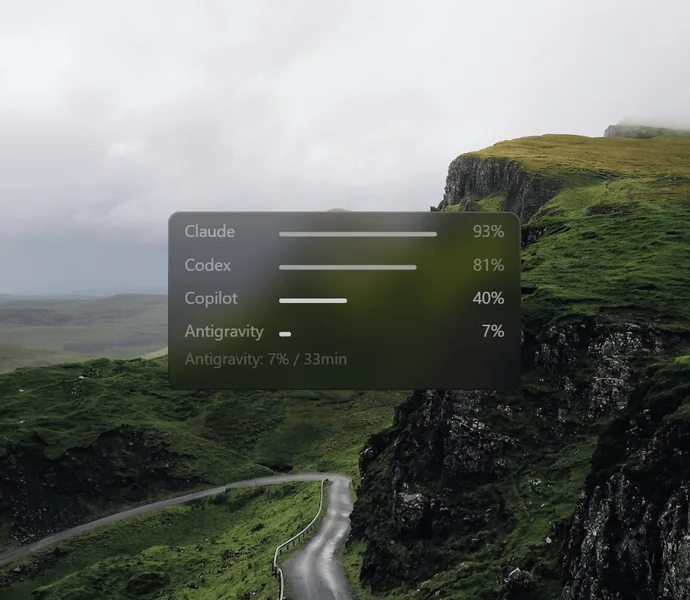 Claude 93%
Codex 81%
Copilot 40%
Antigravity 7%
Antigravity: 7% / 33min